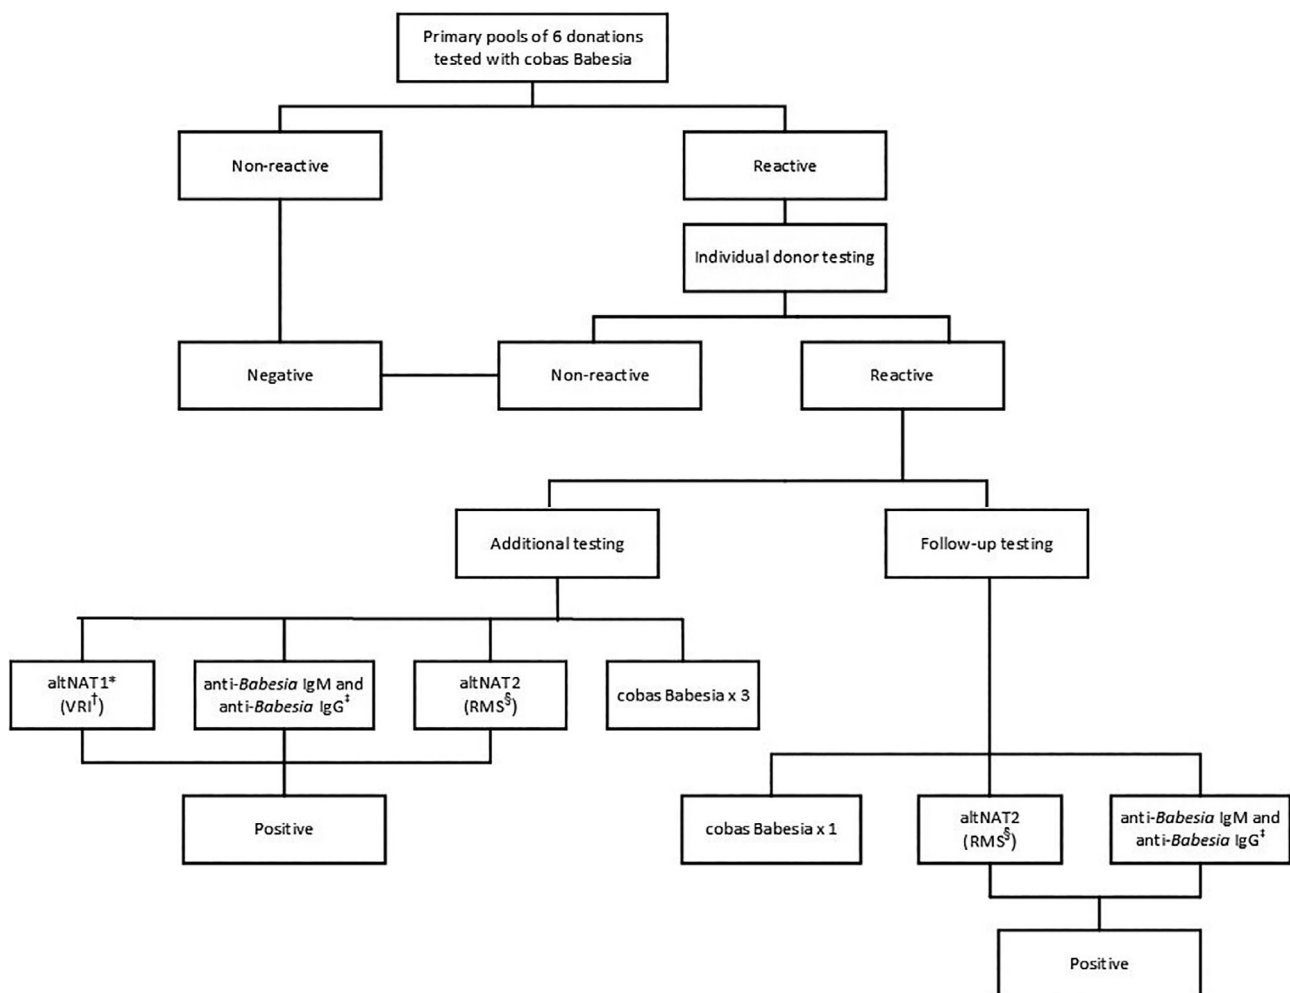 Primary pools of 6 donations
tested with cobas Babesia
Non-reactive
Reactive
Individual donor testing
Negative
Non-reactive
Reactive
Additional testing
Follow-up testing
altNAT1*
(VRI†)
anti-Babesia IgM and
anti-Babesia IgG‡
altNAT2
(RMS§)
cobas Babesia x 3
Positive
cobas Babesia x 1
altNAT2
(RMS§)
anti-Babesia IgM and
anti-Babesia IgG‡
Positive